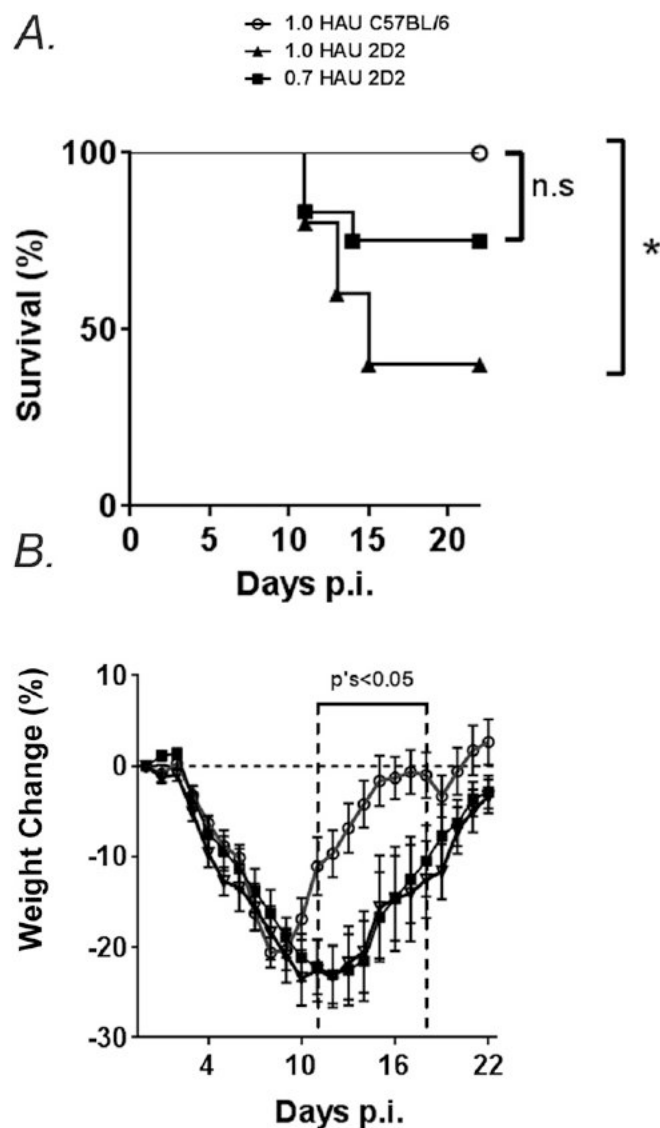 A.
1.0 HAU C57BL/6
1.0 HAU 2D2
0.7 HAU 2D2
Survival (%)
100
50
0
n.s
*
0 5 10 15 20
Days p.i.
B.
Weight Change (%)
p's<0.05
10
0
-10
-20
-30
4 10 16 22
Days p.i.